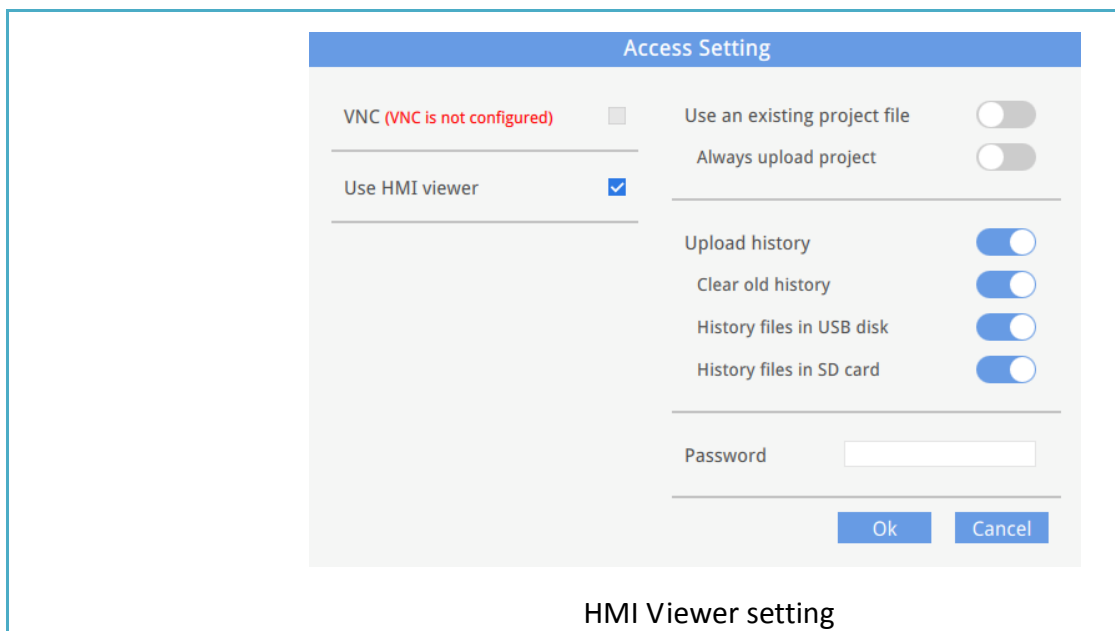 Access Setting
VNC (VNC is not configured)
Use HMI viewer
Use an existing project file
Always upload project
Upload history
Clear old history
History files in USB disk
History files in SD card
Password
Ok
Cancel
HMI Viewer setting